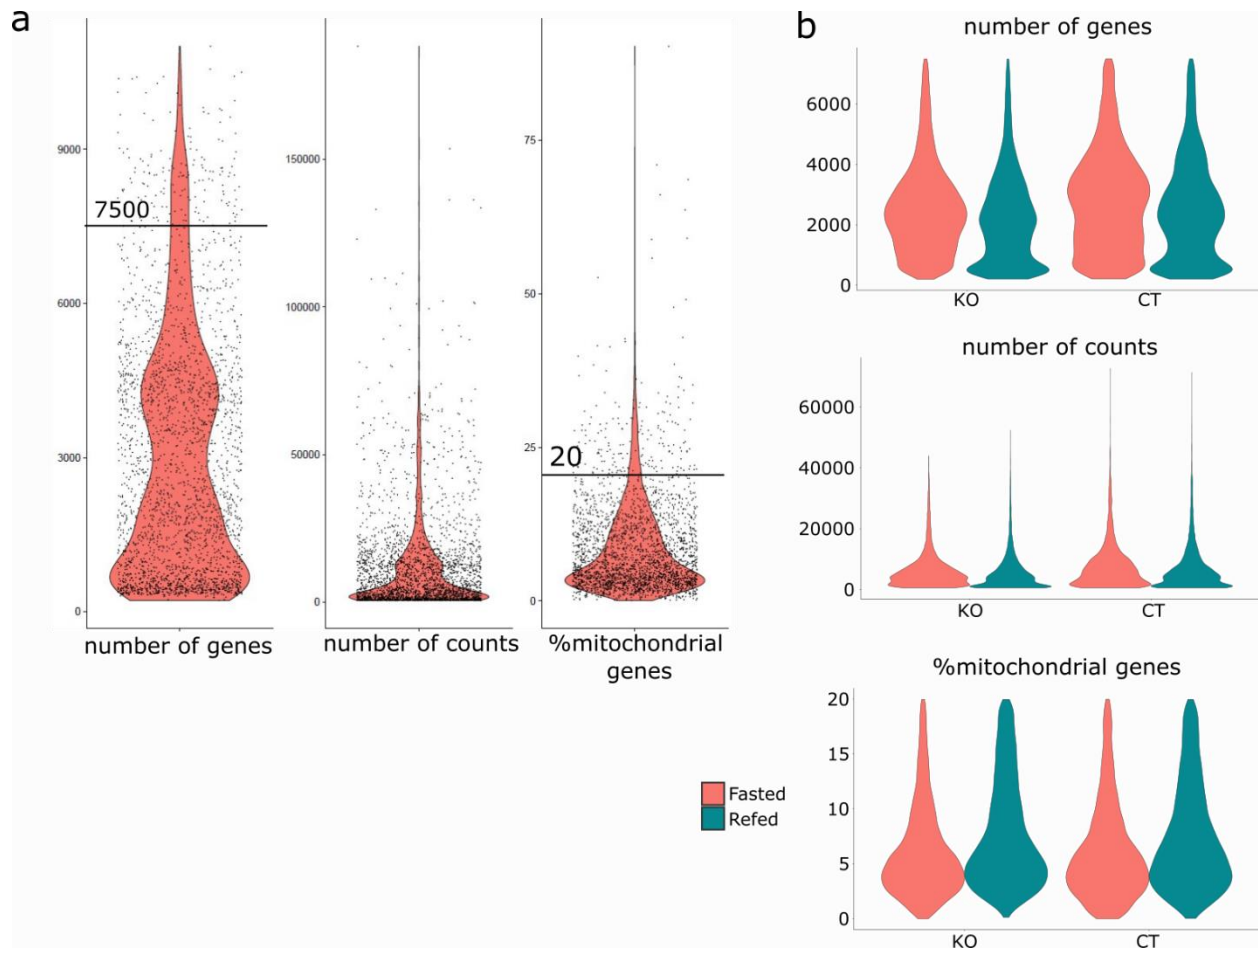 a
9000
7500
6000
3000
0
number of genes
150000
100000
50000
0
number of counts
75
50
25
20
0
%mitochondrial
genes
b
number of genes
6000
4000
2000
0
KO CT
number of counts
60000
40000
20000
0
KO CT
%mitochondrial genes
20
15
10
5
0
KO CT
Fasted
Refed